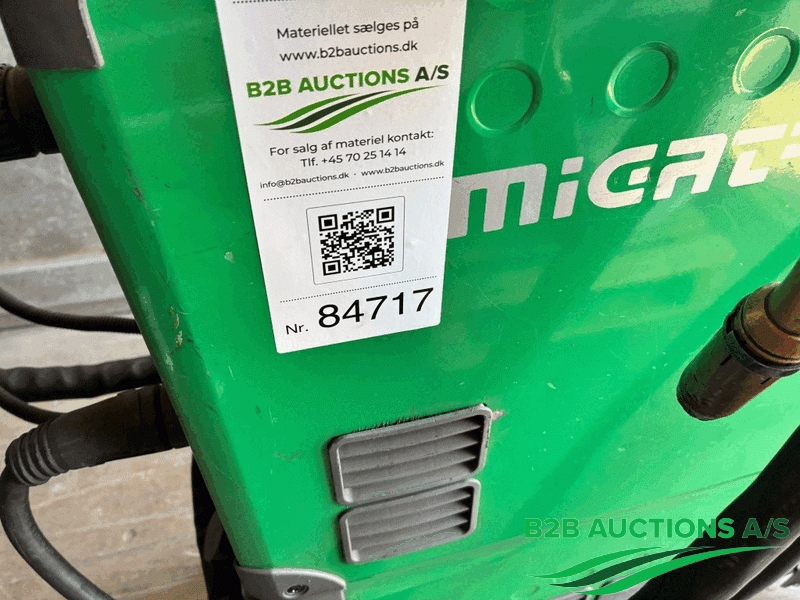 Materiellet sælges på
www.b2bauctions.dk
B2B AUCTIONS A/S
For salg af materiel kontakt:
Tlf. +45 70 25 14 14
info@b2bauctions.dk · www.b2bauctions.dk
Nr. 84717
B2B AUCTIONS A/S